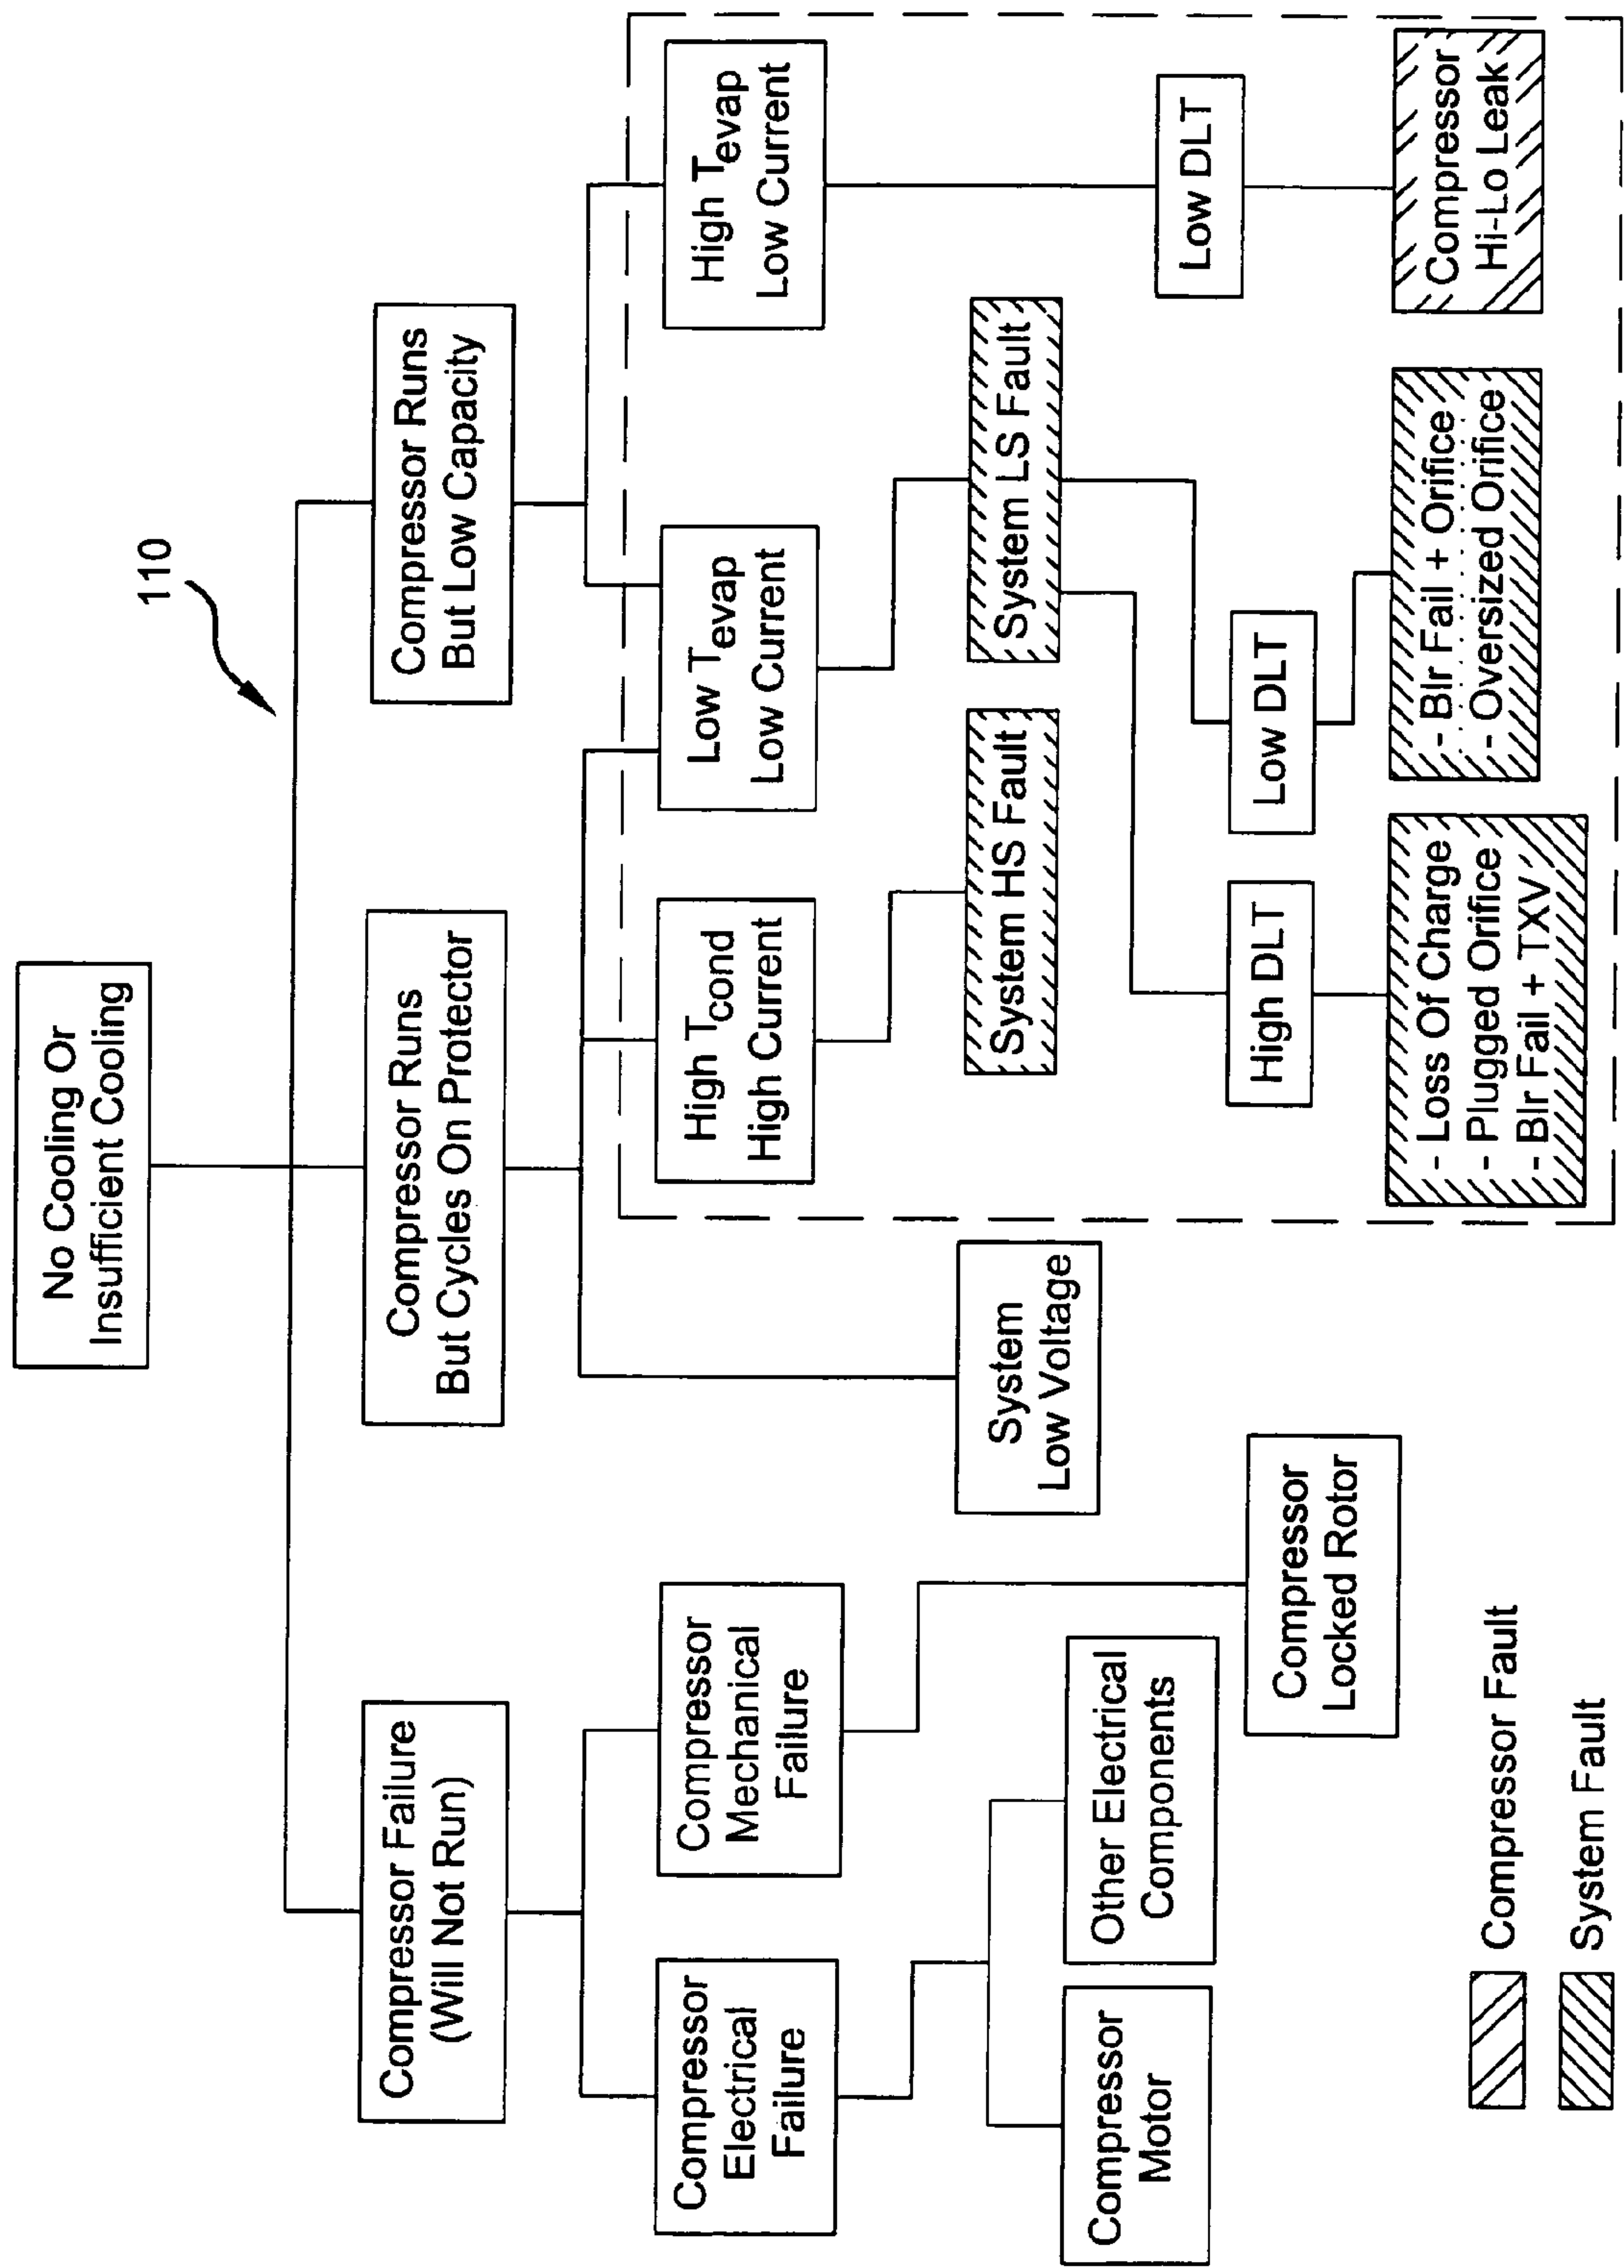 110
No Cooling Or
Insufficient Cooling
Compressor Failure
(Will Not Run)
Compressor Runs
But Cycles On Protector
Compressor Runs
But Low Capacity
Compressor
Electrical
Failure
Compressor
Mechanical
Failure
High Tcond
High Current
Low Tevap
Low Current
High Tevap
Low Current
System
Low Voltage
System HS Fault
System LS Fault
Compressor
Motor
Other Electrical
Components
Low DLT
High DLT
Low DLT
Compressor
Locked Rotor
- Loss Of Charge
- Plugged Orifice
- Blr Fail + TXV
- Blr Fail + Orifice
- Oversized Orifice
Compressor
Hi-Lo Leak
Compressor Fault
System Fault